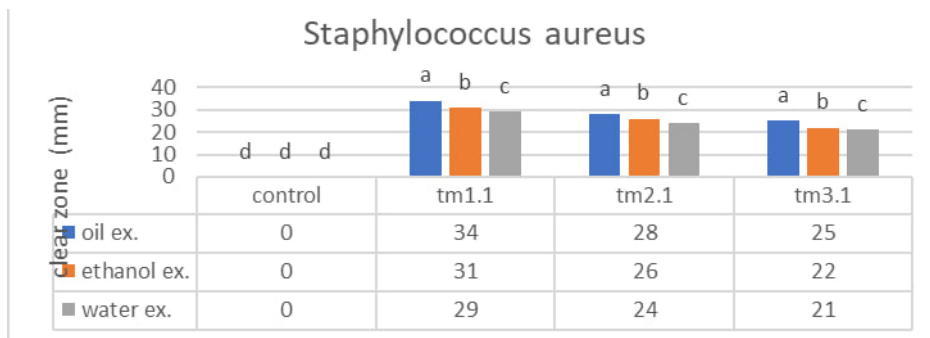 Staphylococcus aureus
clear zone (mm)
40
30
20
10
0
a b c a b c a b c
d d d
control tm1.1 tm2.1 tm3.1
oil ex. 0 34 28 25
ethanol ex. 0 31 26 22
water ex. 0 29 24 21